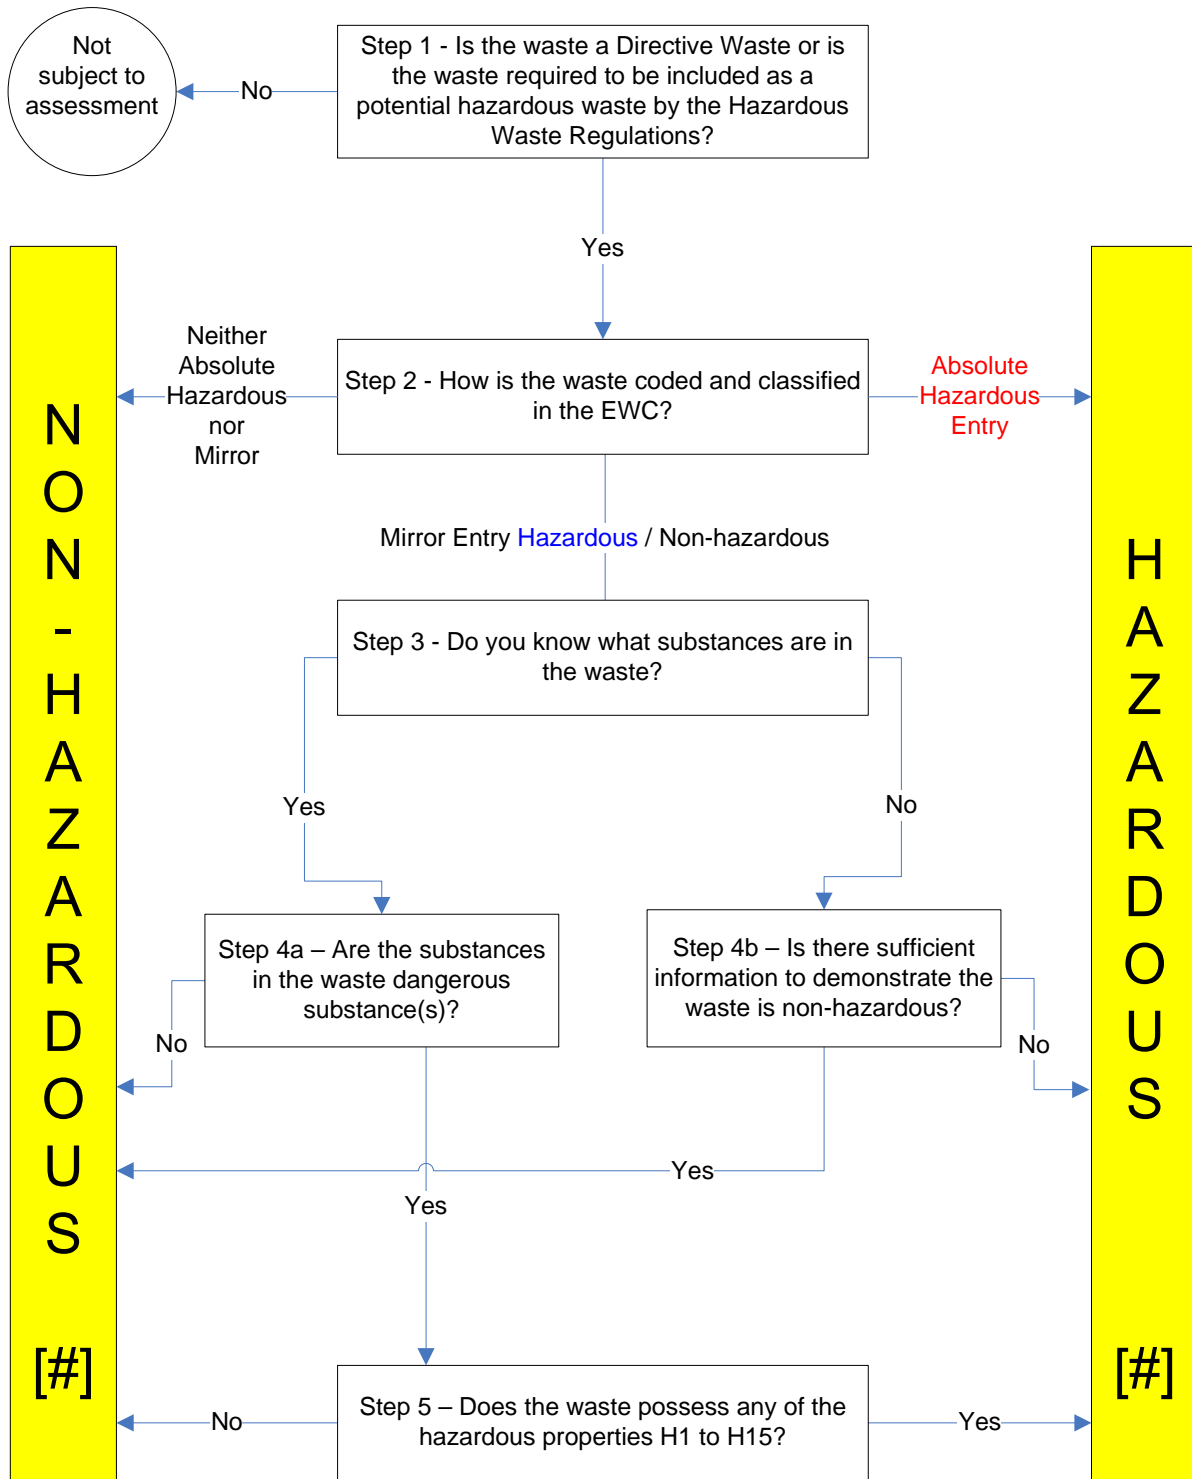 Not
subject to
assessment
No
Step 1 - Is the waste a Directive Waste or is
the waste required to be included as a
potential hazardous waste by the Hazardous
Waste Regulations?
Yes
Neither
Absolute
Hazardous
nor
Mirror
Step 2 - How is the waste coded and classified
in the EWC?
Absolute
Hazardous
Entry
Mirror Entry Hazardous / Non-hazardous
Step 3 - Do you know what substances are in
the waste?
Yes
No
Step 4a – Are the substances
in the waste dangerous
substance(s)?
Step 4b – Is there sufficient
information to demonstrate the
waste is non-hazardous?
No
No
Yes
Yes
Step 5 – Does the waste possess any of the
hazardous properties H1 to H15?
No
Yes
N
O
N
-
H
A
Z
A
R
D
O
U
S
[#]
H
A
Z
A
R
D
O
U
S
[#]